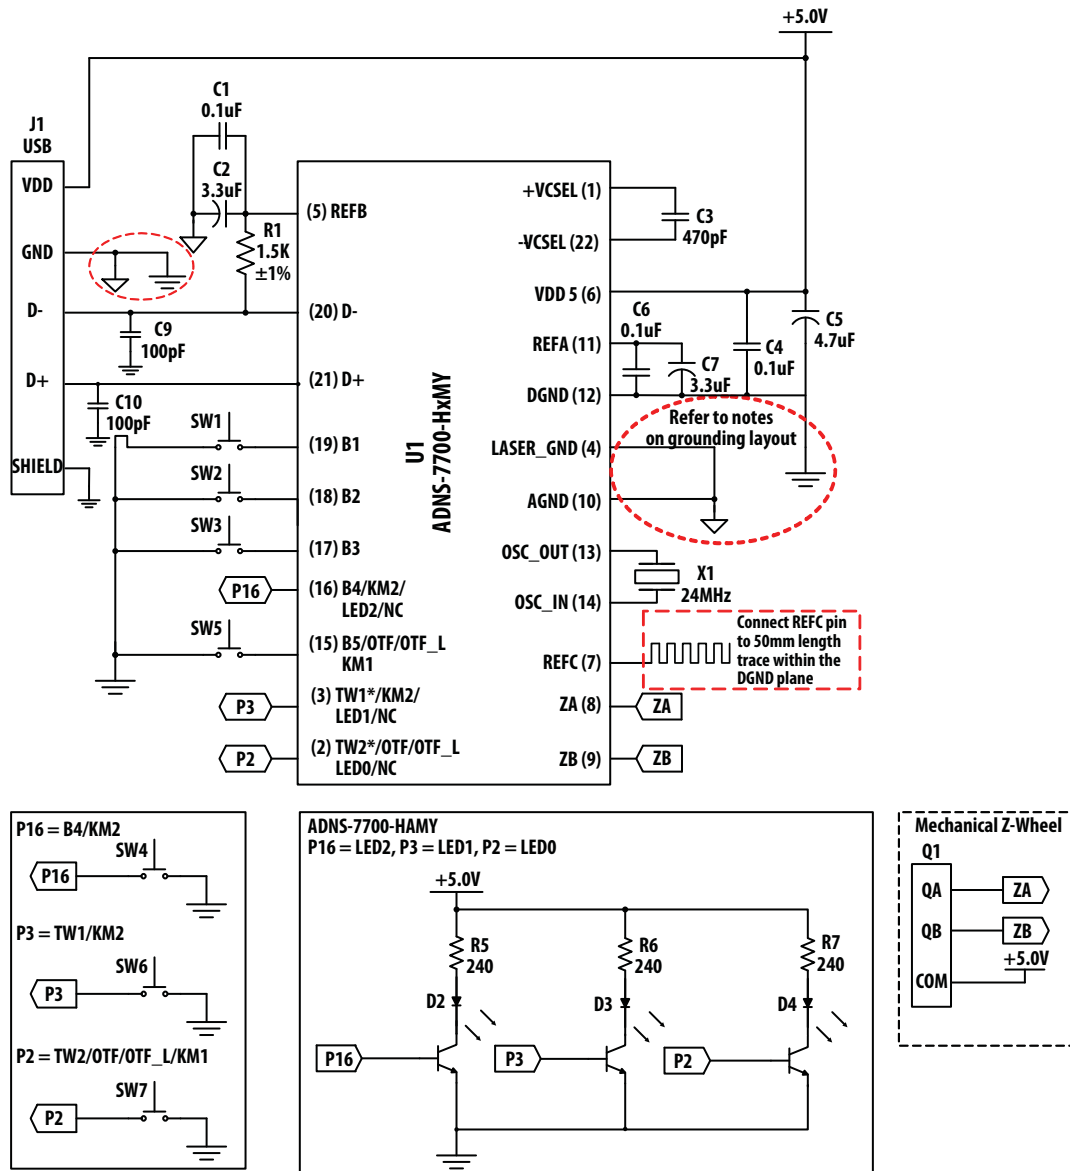 +5.0V
C1
0.1uF
J1
USB
C2
3.3uF
VDD
GND
D-
D+
SHIELD
R1
1.5K
±1%
C9
100pF
C10
100pF
SW1
SW2
SW3
P16
SW5
P3
P2
(5) REFB
(20) D-
(21) D+
(19) B1
(18) B2
(17) B3
(16) B4/KM2/
LED2/NC
(15) B5/OTF/OTF_L
KM1
(3) TW1*/KM2/
LED1/NC
(2) TW2*/OTF/OTF_L
LED0/NC
U1
ADNS-7700-HxMY
+VCSEL (1)
-VCSEL (22)
VDD 5 (6)
REFA (11)
DGND (12)
LASER_GND (4)
AGND (10)
OSC_OUT (13)
OSC_IN (14)
REFC (7)
ZA (8)
ZB (9)
C3
470pF
C6
0.1uF
C7
3.3uF
C4
0.1uF
C5
4.7uF
Refer to notes
on grounding layout
X1
24MHz
Connect REFC pin
to 50mm length
trace within the
DGND plane
ZA
ZB
P16 = B4/KM2
SW4
P16
P3 = TW1/KM2
SW6
P3
P2 = TW2/OTF/OTF_L/KM1
SW7
P2
ADNS-7700-HAMY
P16 = LED2, P3 = LED1, P2 = LED0
+5.0V
R5
240
R6
240
R7
240
D2
D3
D4
P16
P3
P2
Mechanical Z-Wheel
Q1
QA
ZA
QB
ZB
+5.0V
COM